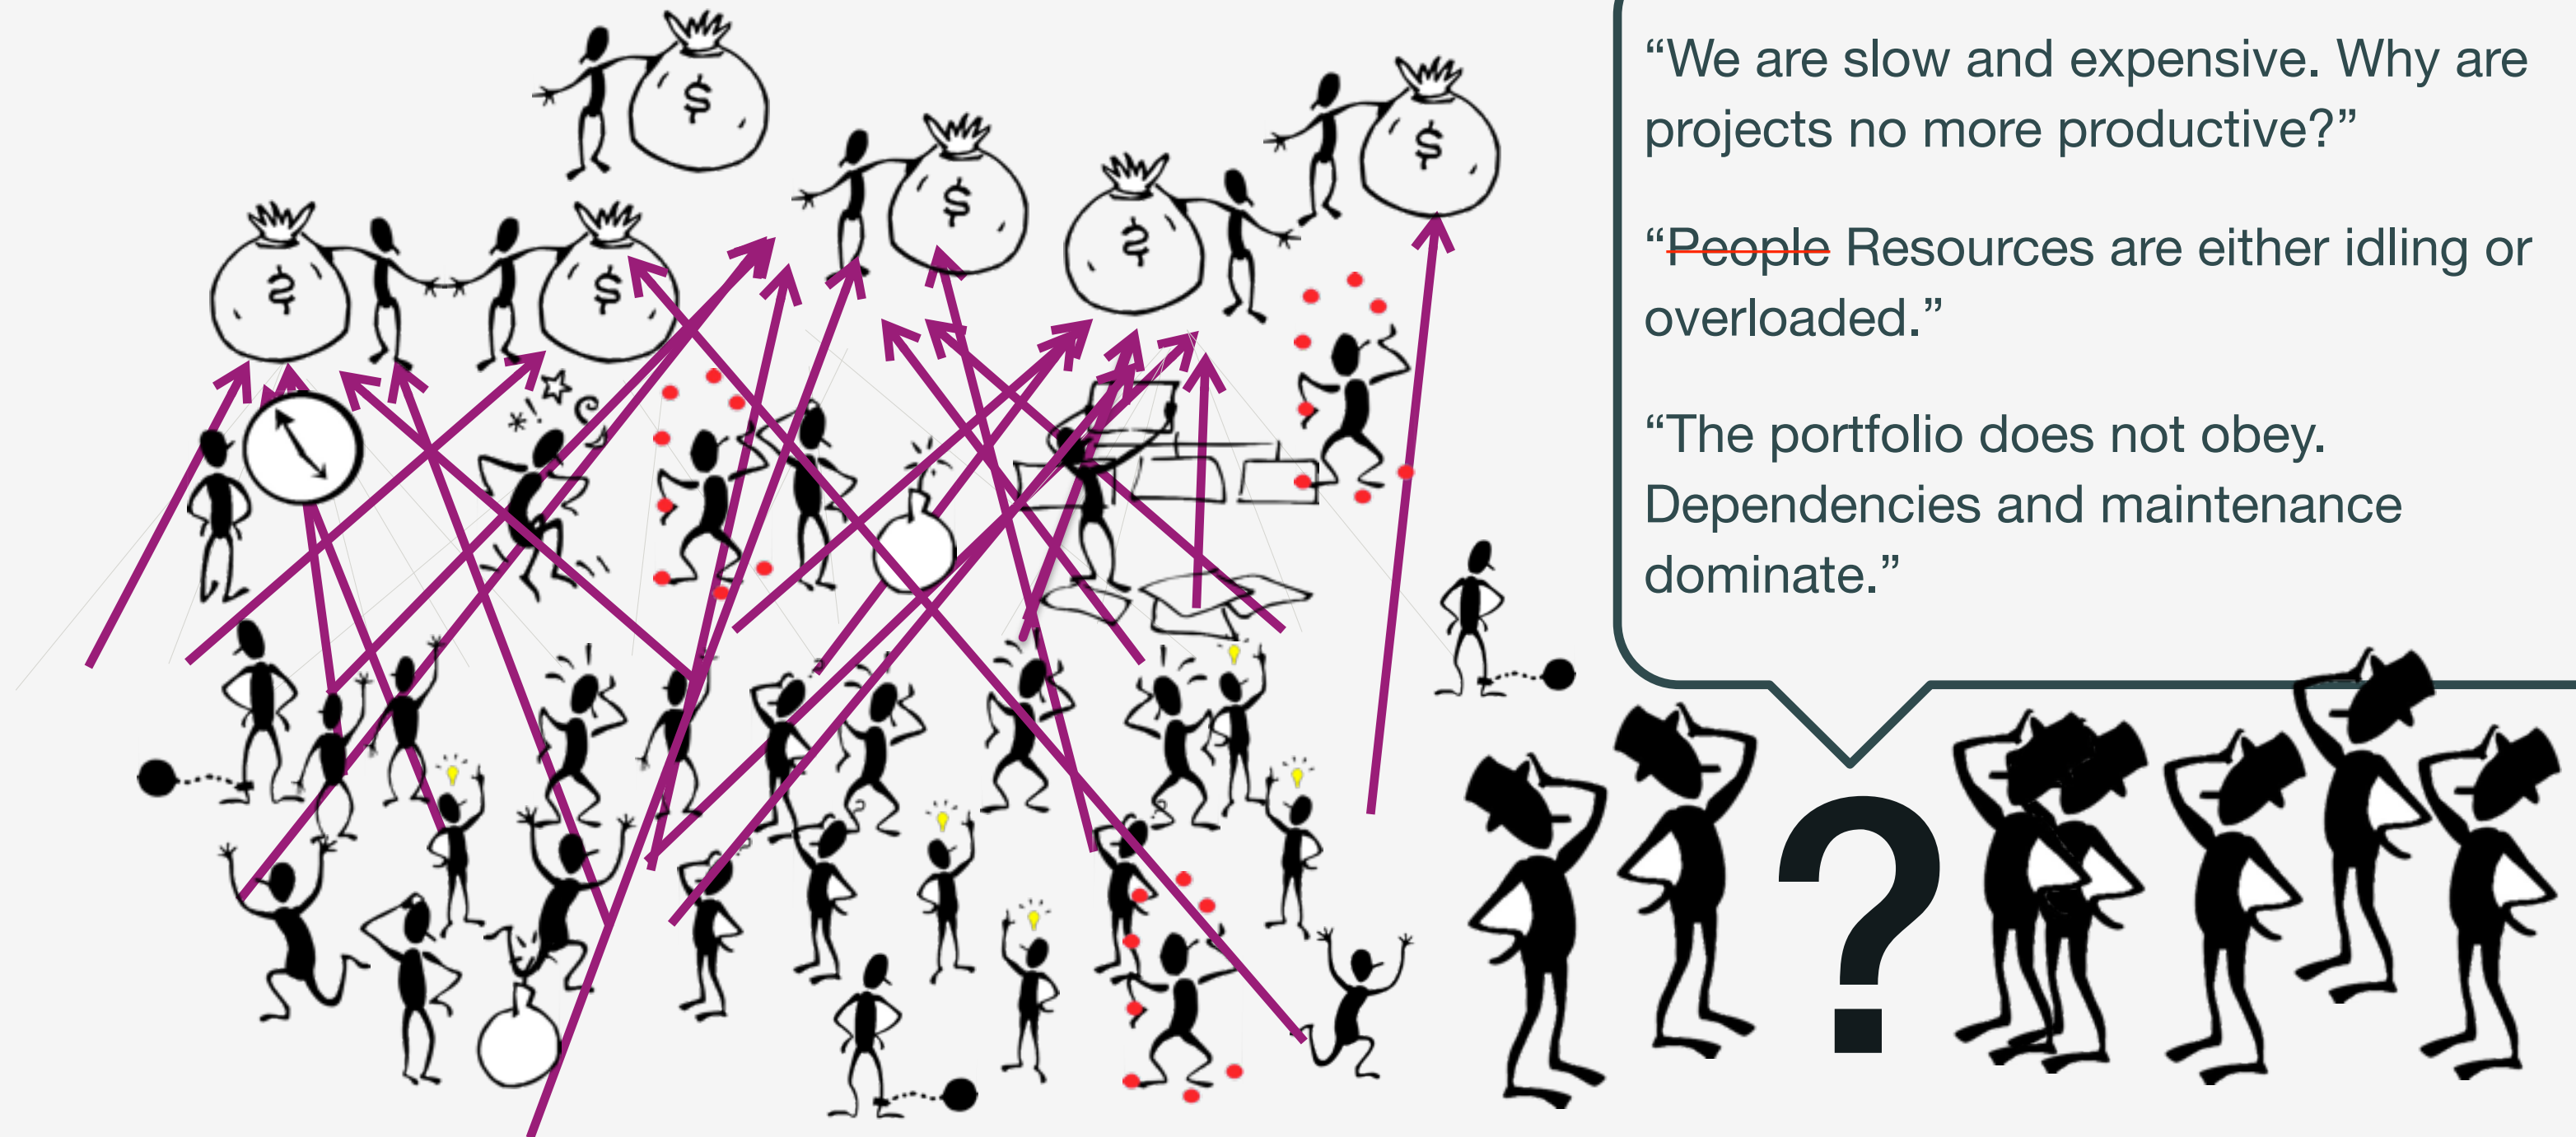 “We are slow and expensive. Why are
projects no more productive?”
“People Resources are either idling or
overloaded.”
“The portfolio does not obey.
Dependencies and maintenance
dominate.”
$
$
$
$
$
$
*!
?